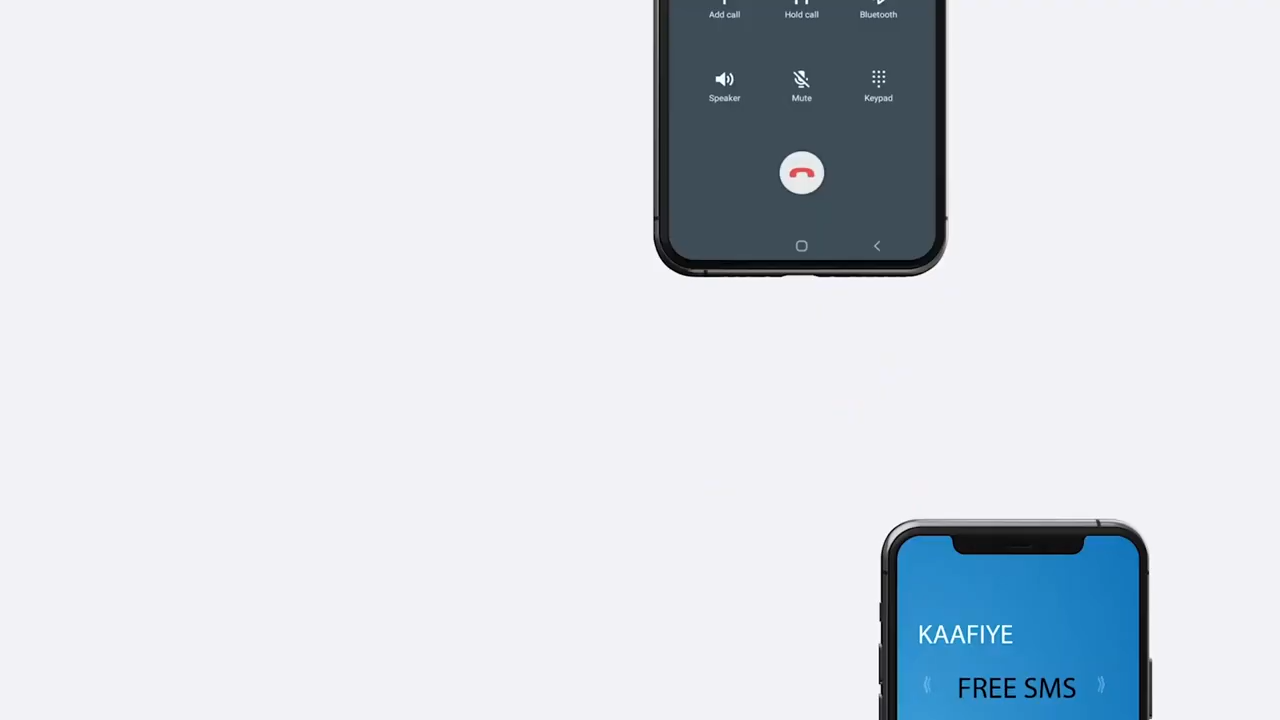 Add call Hold call Bluetooth
Speaker Mute Keypad
KAAFIYE
FREE SMS